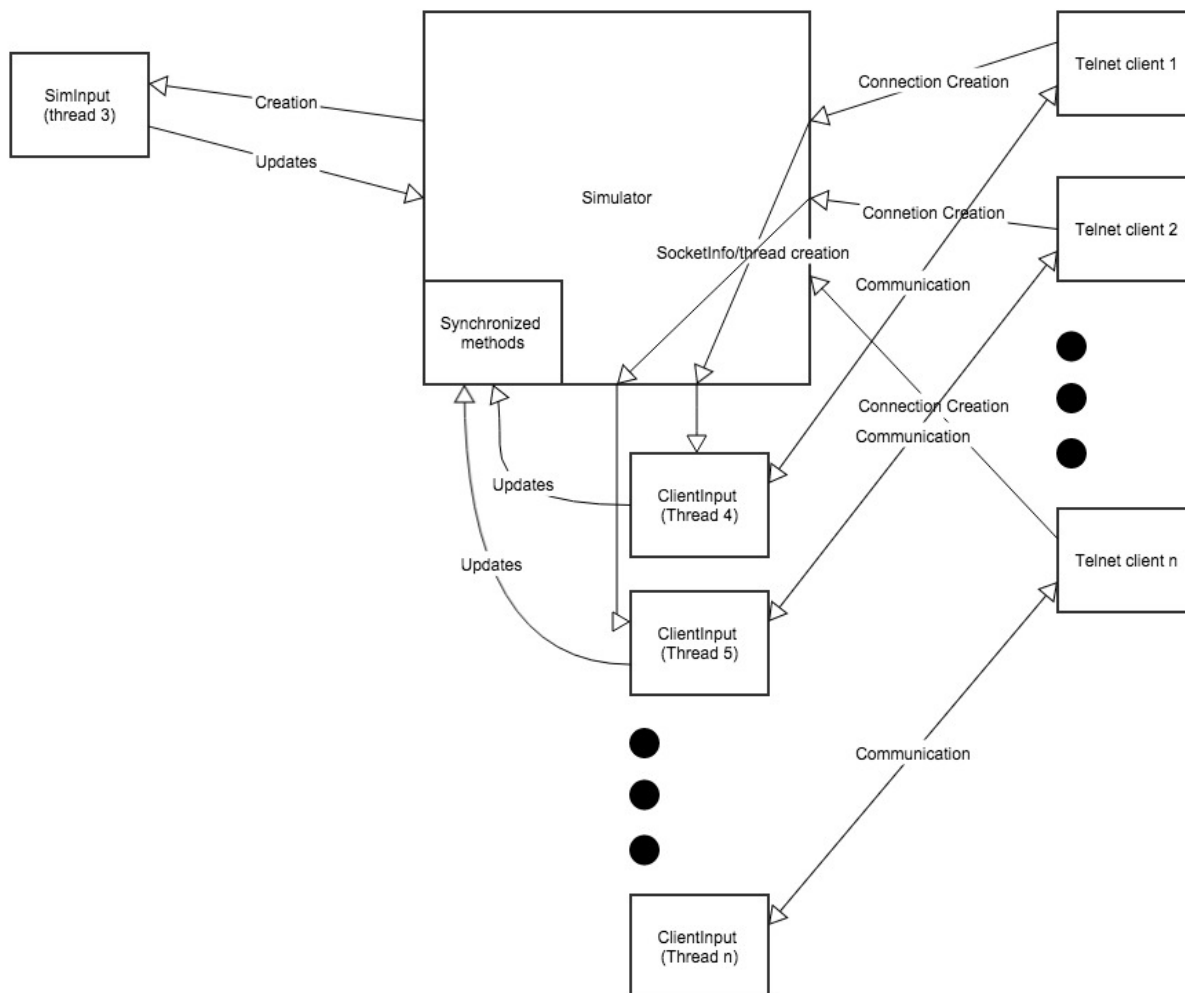 Telnet client 1
SimInput
(thread 3)
Connection Creation
Creation
Updates
Simulator
Connetion Creation
Telnet client 2
SocketInfo/thread creation
Communication
Synchronized
methods
Connection Creation
Communication
Updates
ClientInput
(Thread 4)
Telnet client n
Updates
ClientInput
(Thread 5)
Communication
ClientInput
(Thread n)